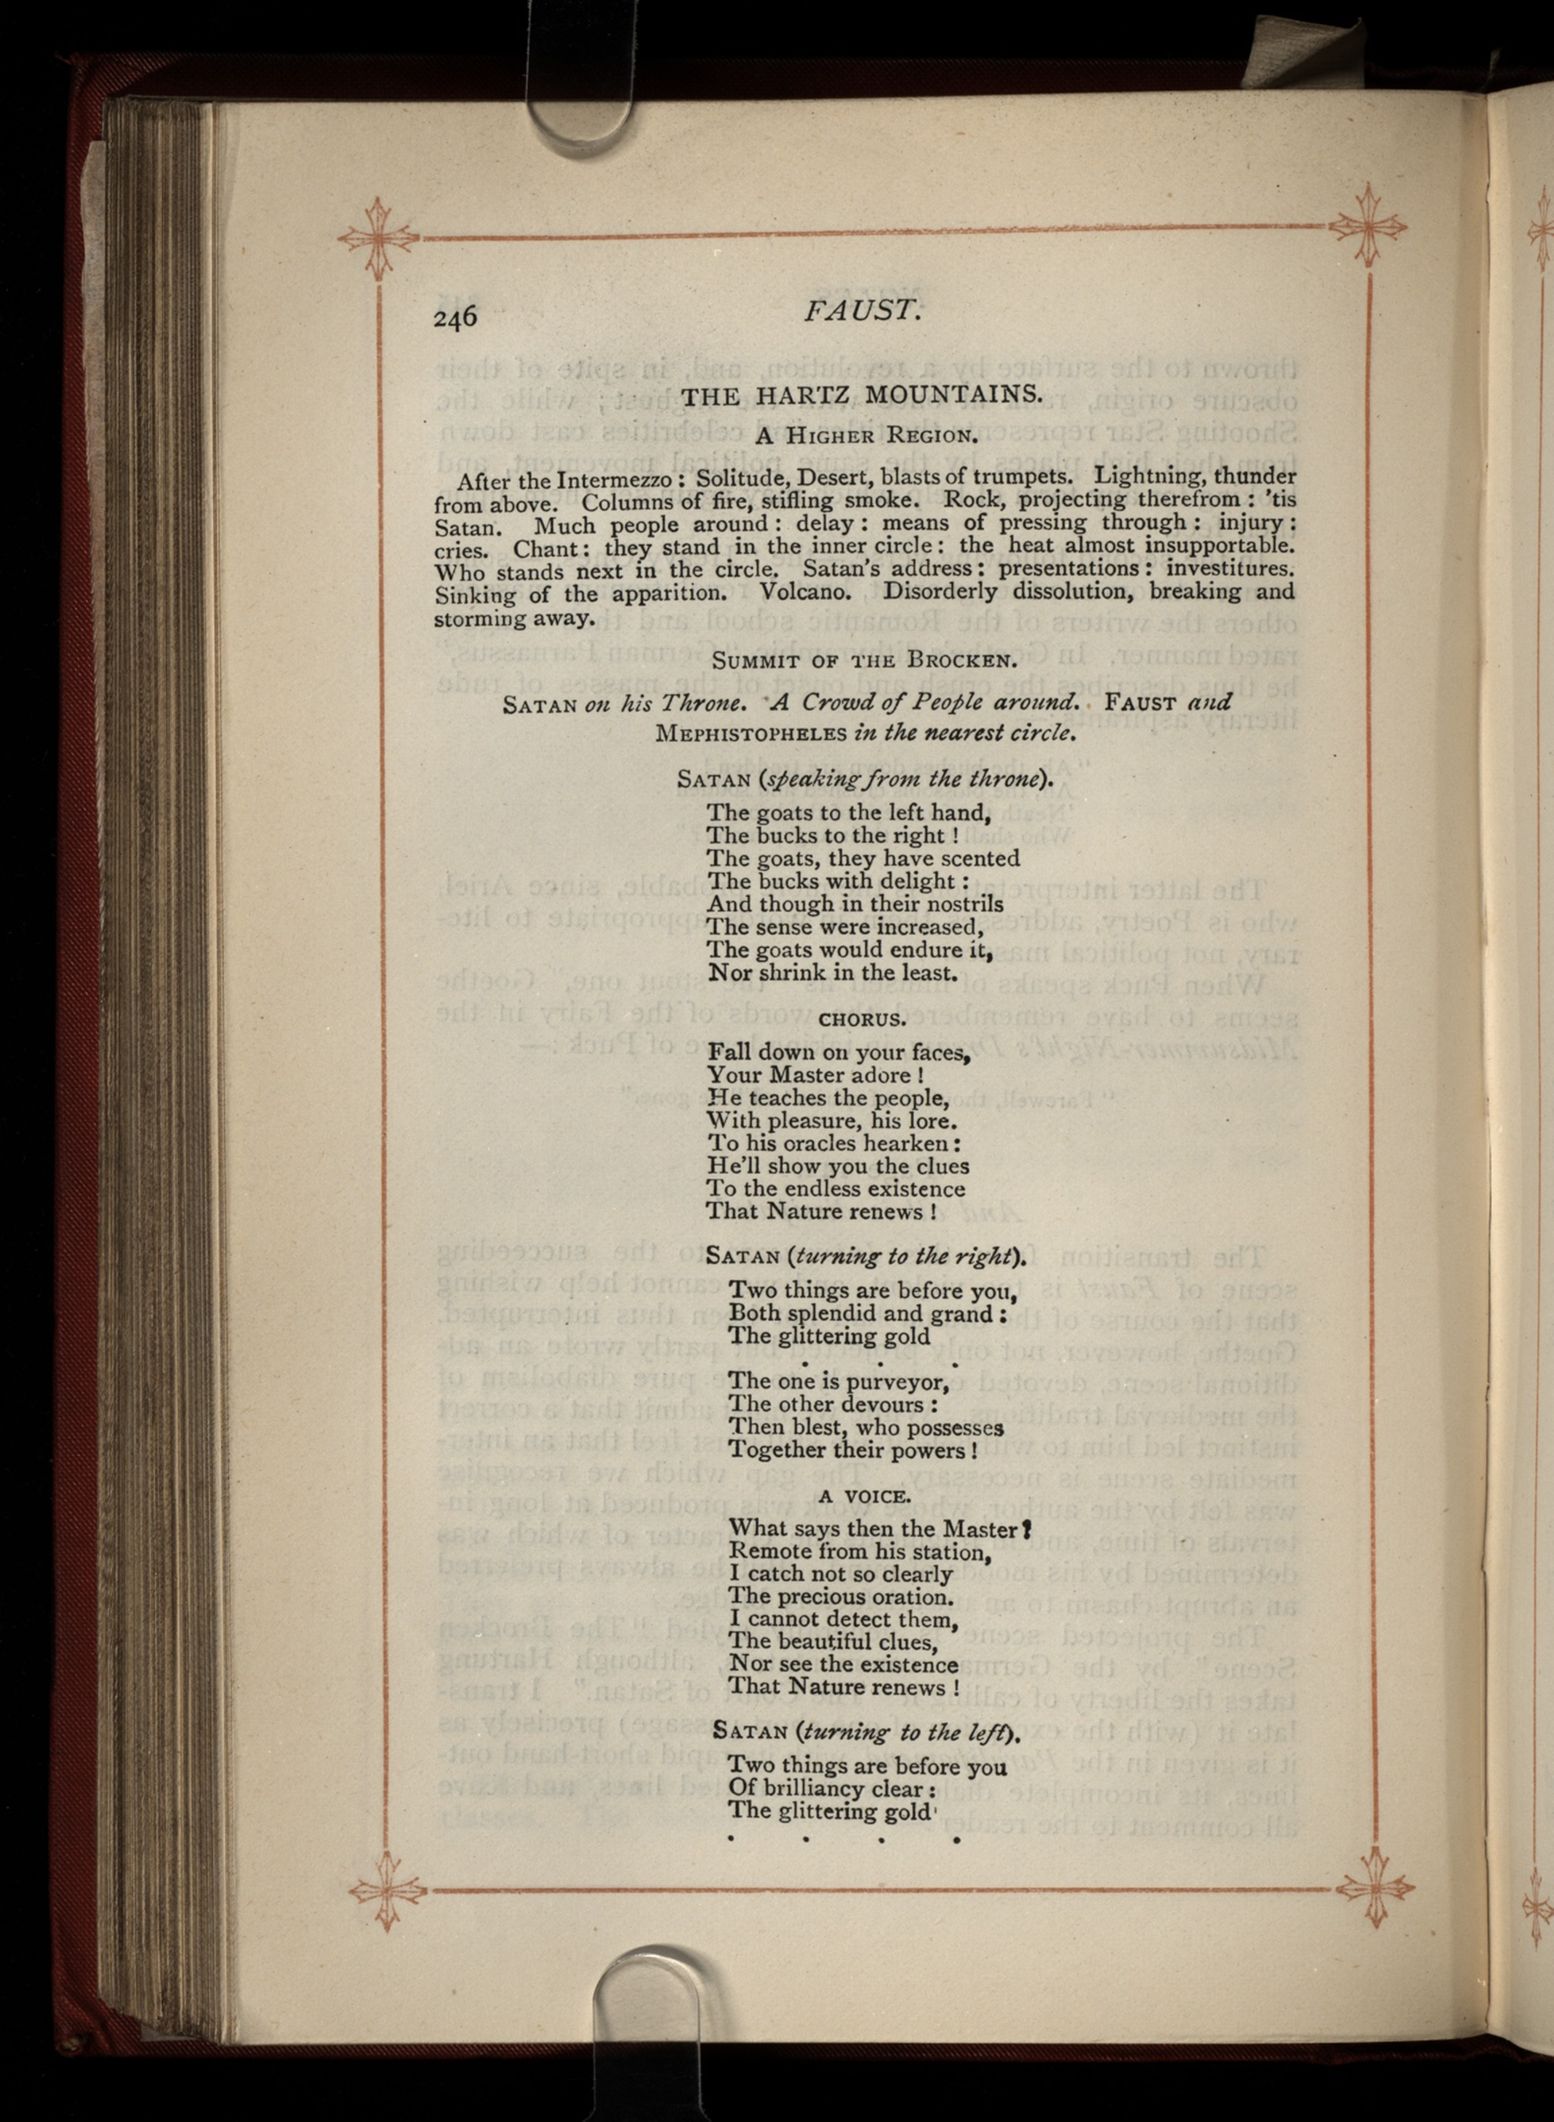 246
FAUST.
THE HARTZ MOUNTAINS.
A HIGHER REGION.
After the Intermezzo : Solitude, Desert, blasts of trumpets. Lightning, thunder
from above. Columns of fire, stifling smoke. Rock, projecting therefrom : 'tis
Satan. Much people around : delay : means of pressing through : injury :
cries. Chant : they stand in the inner circle : the heat almost insupportable.
Who stands next in the circle. Satan's address : presentations : investitures.
Sinking of the apparition. Volcano. Disorderly dissolution, breaking and
storming away.
SUMMIT OF THE BROCKEN.
SATAN on his Throne. A Crowd of People around. FAUST and
MEPHISTOPHELES in the nearest circle.
SATAN (speaking from the throne).
The goats to the left hand,
The bucks to the right !
The goats, they have scented
The bucks with delight :
And though in their nostrils
The sense were increased,
The goats would endure it,
Nor shrink in the least.
CHORUS.
Fall down on your faces,
Your Master adore !
He teaches the people,
With pleasure, his lore.
To his oracles hearken :
He'll show you the clues
To the endless existence
That Nature renews !
SATAN (turning to the right).
Two things are before you,
Both splendid and grand :
The glittering gold
. . .
The one is purveyor,
The other devours :
Then blest, who possesses
Together their powers !
A VOICE.
What says then the Master?
Remote from his station,
I catch not so clearly
The precious oration.
I cannot detect them,
The beautiful clues,
Nor see the existence
That Nature renews !
SATAN (turning to the left).
Two things are before you
Of brilliancy clear :
The glittering gold
. . . .